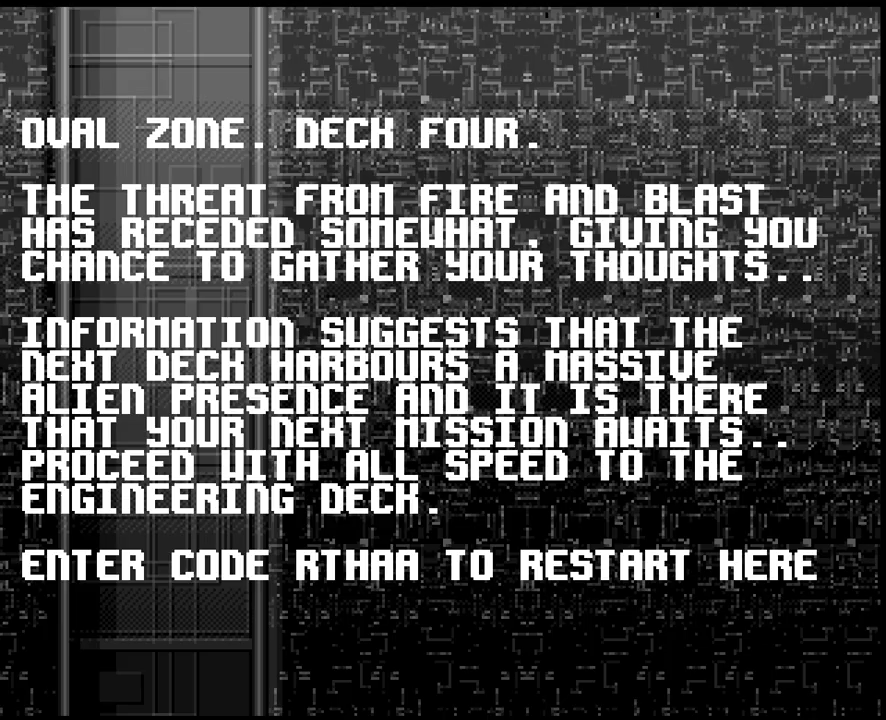 OVAL ZONE. DECK FOUR.
THE THREAT FROM FIRE AND BLAST
HAS RECEDED SOMEWHAT. GIVING YOU
CHANCE TO GATHER YOUR THOUGHTS..
INFORMATION SUGGESTS THAT THE
NEXT DECK HARBOURS A MASSIVE
ALIEN PRESENCE AND IT IS THERE
THAT YOUR NEXT MISSION AWAITS..
PROCEED WITH ALL SPEED TO THE
ENGINEERING DECK.
ENTER CODE RTHAA TO RESTART HERE